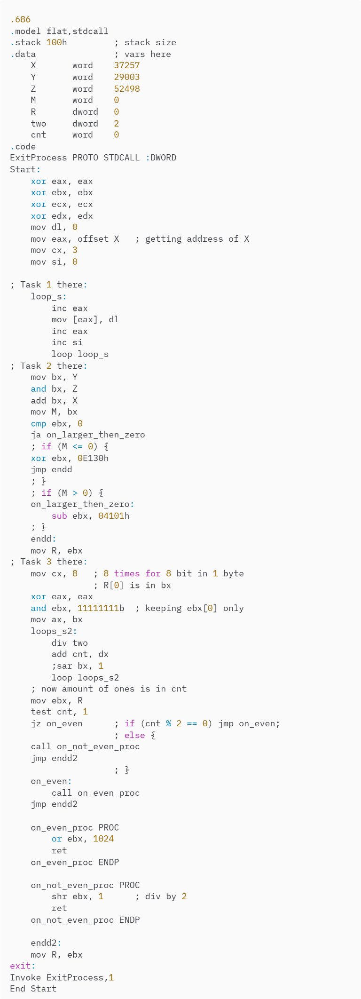 .686
.model flat,stdcall
.stack 100h         ; stack size
.data               ; vars here
    X       word    37257
    Y       word    29003
    Z       word    52498
    M       word    0
    R       dword   0
    two     dword   2
    cnt     word    0
.code
ExitProcess PROTO STDCALL :DWORD
Start:
    xor eax, eax
    xor ebx, ebx
    xor ecx, ecx
    xor edx, edx
    mov dl, 0
    mov eax, offset X   ; getting address of X
    mov cx, 3
    mov si, 0

; Task 1 there:
    loop_s:
        inc eax
        mov [eax], dl
        inc eax
        inc si
        loop loop_s
; Task 2 there:
    mov bx, Y
    and bx, Z
    add bx, X
    mov M, bx
    cmp ebx, 0
    ja on_larger_then_zero
    ; if (M <= 0) {
    xor ebx, 0E130h
    jmp endd
    ; }
    ; if (M > 0) {
    on_larger_then_zero:
        sub ebx, 04101h
    ; }
    endd:
    mov R, ebx
; Task 3 there:
    mov cx, 8   ; 8 times for 8 bit in 1 byte
                ; R[0] is in bx
    xor eax, eax
    and ebx, 11111111b  ; keeping ebx[0] only
    mov ax, bx
    loops_s2:
        div two
        add cnt, dx
        ;sar bx, 1
        loop loops_s2
    ; now amount of ones is in cnt
    mov ebx, R
    test cnt, 1
    jz on_even      ; if (cnt % 2 == 0) jmp on_even;
                    ; else {
    call on_not_even_proc
    jmp endd2
                    ; }
    on_even:
        call on_even_proc
    jmp endd2

    on_even_proc PROC
        or ebx, 1024
        ret
    on_even_proc ENDP

    on_not_even_proc PROC
        shr ebx, 1      ; div by 2
        ret
    on_not_even_proc ENDP

    endd2:
    mov R, ebx
exit:
Invoke ExitProcess,1
End Start